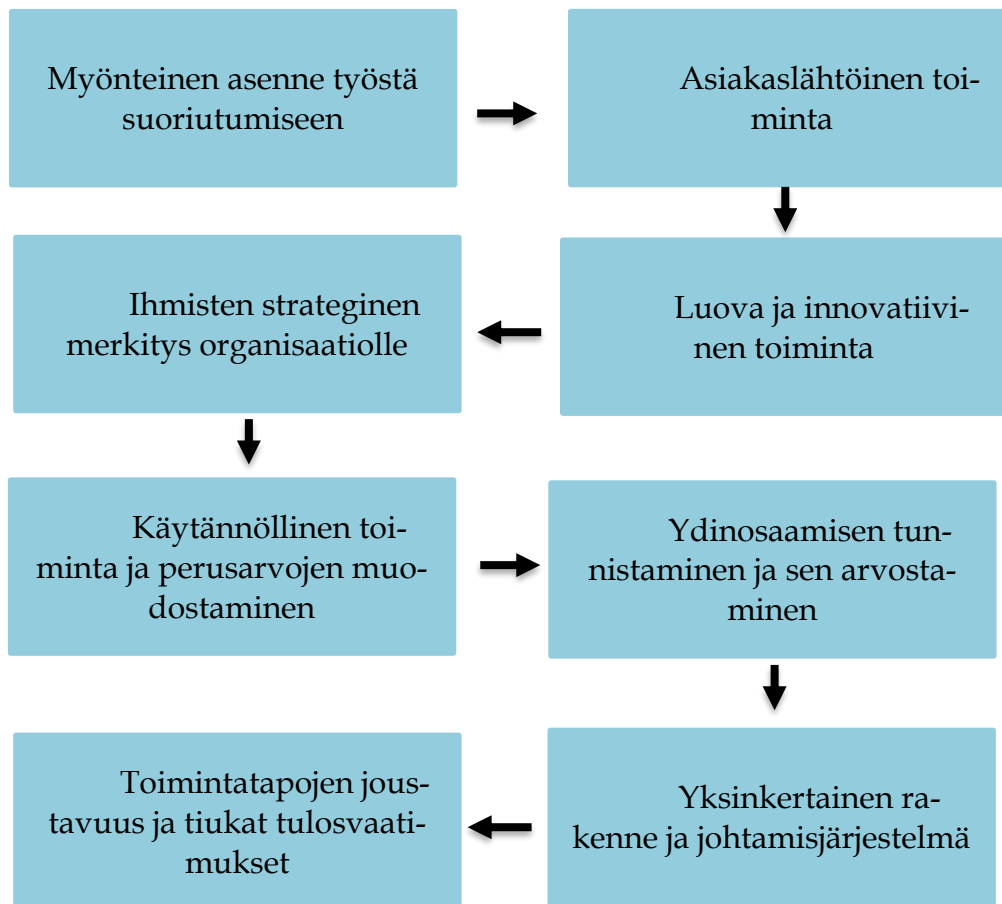 Myönteinen asenne työstä
suoriutumiseen
Asiakaslähtöinen toi-
minta
Luova ja innovatiivi-
nen toiminta
Ihmisten strateginen
merkitys organisaatiolle
Käytännöllinen toi-
minta ja perusarvojen muo-
dostaminen
Ydinosaamisen tun-
nistaminen ja sen arvosta-
minen
Yksinkertainen ra-
kenne ja johtamisjärjestelmä
Toimintatapojen jous-
tavuus ja tiukat tulosvaati-
mukset